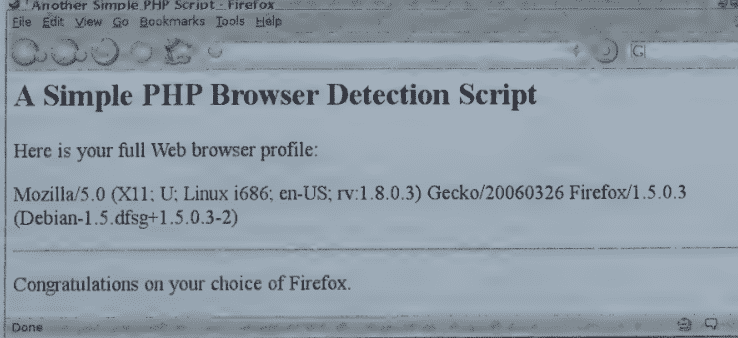 Another Simple PHP Script - Firefox
File Edit View Go Bookmarks Tools Help
G
A Simple PHP Browser Detection Script
Here is your full Web browser profile:
Mozilla/5.0 (X11; U; Linux i686; en-US; rv:1.8.0.3) Gecko/20060326 Firefox/1.5.0.3
(Debian-1.5.dfsg+1.5.0.3-2)
Congratulations on your choice of Firefox.
Done